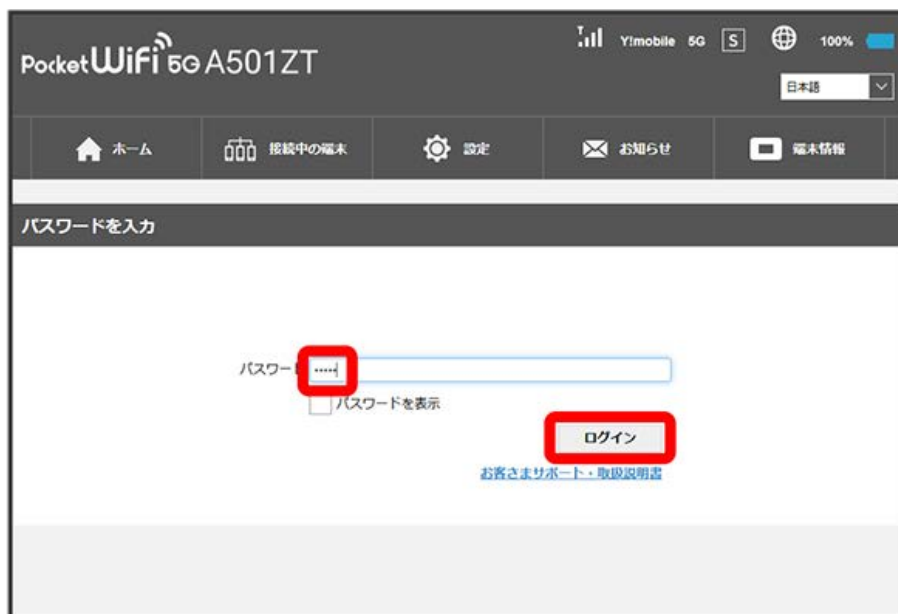 Pocket WiFi 5G A501ZT
Y!mobile 5G S 100%
日本語
ホーム 接続中の端末 設定 お知らせ 端末情報
パスワードを入力
パスワード •••••
パスワードを表示
ログイン
お客さまサポート・取扱説明書